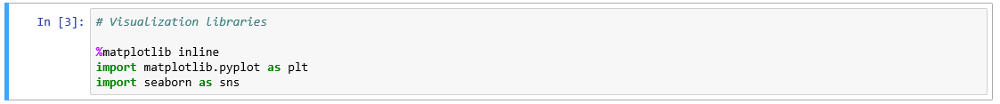 In [3]: # Visualization libraries
%matplotlib inline
import matplotlib.pyplot as plt
import seaborn as sns